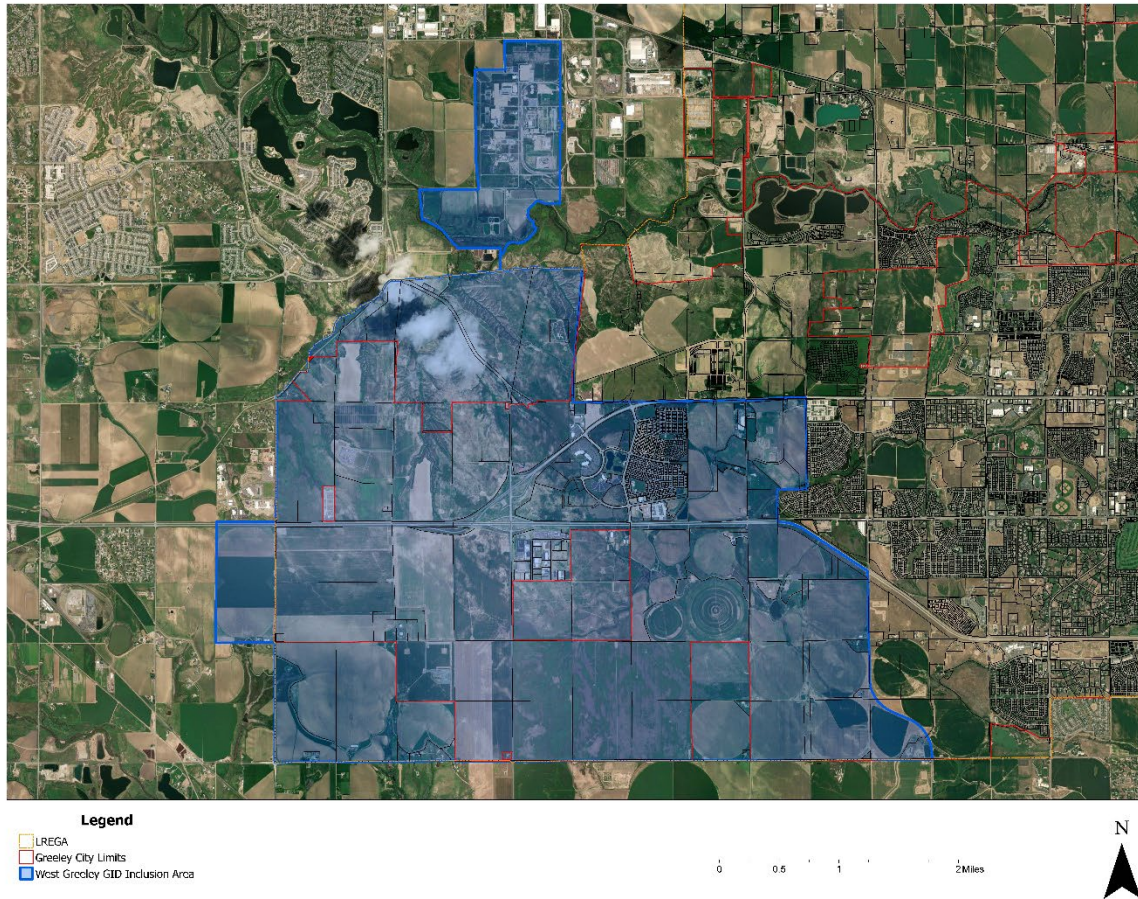 Legend
LREGA
Greeley City Limits
West Greeley GID Inclusion Area
0 0.5 1 2 Miles
N